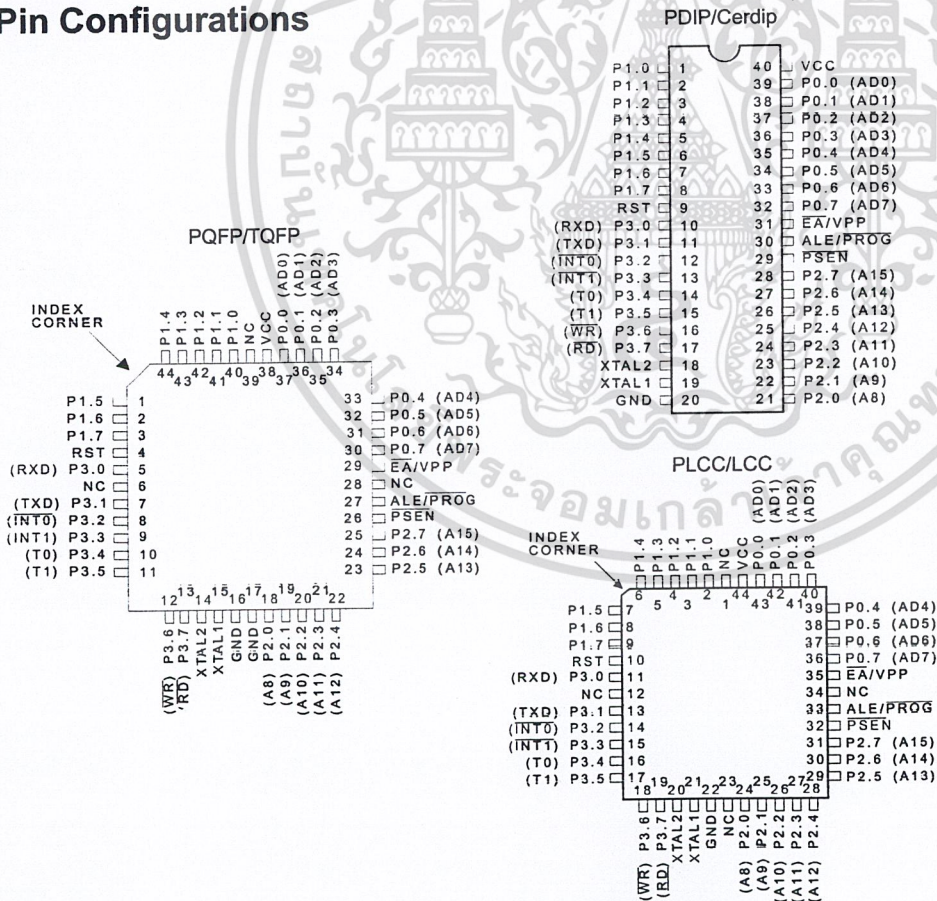 Pin Configurations
PDIP/Cerdip
P1.0 1 40 VCC
P1.1 2 39 P0.0 (AD0)
P1.2 3 38 P0.1 (AD1)
P1.3 4 37 P0.2 (AD2)
P1.4 5 36 P0.3 (AD3)
P1.5 6 35 P0.4 (AD4)
P1.6 7 34 P0.5 (AD5)
P1.7 8 33 P0.6 (AD6)
RST 9 32 P0.7 (AD7)
(RXD) P3.0 10 31 E̅A̅/VPP
(TXD) P3.1 11 30 ALE/P̅R̅O̅G̅
(I̅N̅T̅0̅) P3.2 12 29 P̅S̅E̅N̅
(I̅N̅T̅1̅) P3.3 13 28 P2.7 (A15)
(T0) P3.4 14 27 P2.6 (A14)
(T1) P3.5 15 26 P2.5 (A13)
(W̅R̅) P3.6 16 25 P2.4 (A12)
(R̅D̅) P3.7 17 24 P2.3 (A11)
XTAL2 18 23 P2.2 (A10)
XTAL1 19 22 P2.1 (A9)
GND 20 21 P2.0 (A8)
PQFP/TQFP
INDEX
CORNER
P1.4 P1.3 P1.2 P1.1 P1.0 NC VCC P0.0 (AD0) P0.1 (AD1) P0.2 (AD2) P0.3 (AD3)
44 43 42 41 40 39 38 37 36 35 34
P1.5 1 33 P0.4 (AD4)
P1.6 2 32 P0.5 (AD5)
P1.7 3 31 P0.6 (AD6)
RST 4 30 P0.7 (AD7)
(RXD) P3.0 5 29 E̅A̅/VPP
NC 6 28 NC
(TXD) P3.1 7 27 ALE/P̅R̅O̅G̅
(I̅N̅T̅0̅) P3.2 8 26 P̅S̅E̅N̅
(I̅N̅T̅1̅) P3.3 9 25 P2.7 (A15)
(T0) P3.4 10 24 P2.6 (A14)
(T1) P3.5 11 23 P2.5 (A13)
12 13 14 15 16 17 18 19 20 21 22
(W̅R̅) P3.6 (R̅D̅) P3.7 XTAL2 XTAL1 GND GND (A8) P2.0 (A9) P2.1 (A10) P2.2 (A11) P2.3 (A12) P2.4
PLCC/LCC
INDEX
CORNER
P1.4 P1.3 P1.2 P1.1 P1.0 NC VCC P0.0 (AD0) P0.1 (AD1) P0.2 (AD2) P0.3 (AD3)
6 5 4 3 2 1 44 43 42 41 40
P1.5 7 39 P0.4 (AD4)
P1.6 8 38 P0.5 (AD5)
P1.7 9 37 P0.6 (AD6)
RST 10 36 P0.7 (AD7)
(RXD) P3.0 11 35 E̅A̅/VPP
NC 12 34 NC
(TXD) P3.1 13 33 ALE/P̅R̅O̅G̅
(I̅N̅T̅0̅) P3.2 14 32 P̅S̅E̅N̅
(I̅N̅T̅1̅) P3.3 15 31 P2.7 (A15)
(T0) P3.4 16 30 P2.6 (A14)
(T1) P3.5 17 29 P2.5 (A13)
18 19 20 21 22 23 24 25 26 27 28
(W̅R̅) P3.6 (R̅D̅) P3.7 XTAL2 XTAL1 GND NC (A8) P2.0 (A9) P2.1 (A10) P2.2 (A11) P2.3 (A12) P2.4
พระจอมเกล้า